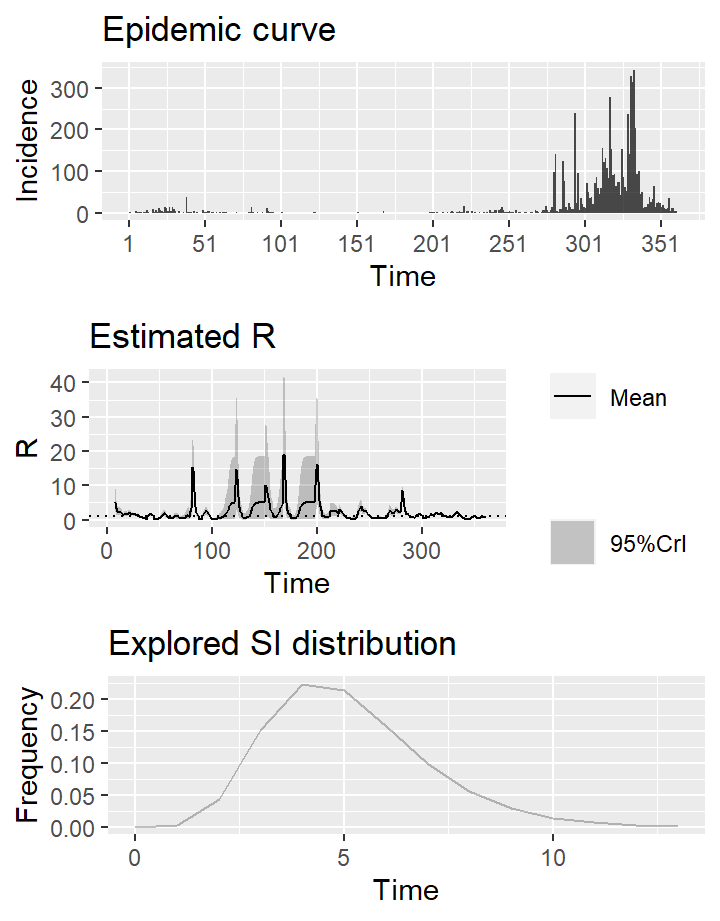 Epidemic curve
Incidence
300
200
100
0
1 51 101 151 201 251 301 351
Time
Estimated R
R
40
30
20
10
0
0 100 200 300
Time
Mean
95%CrI
Explored SI distribution
Frequency
0.20
0.15
0.10
0.05
0.00
0 5 10
Time